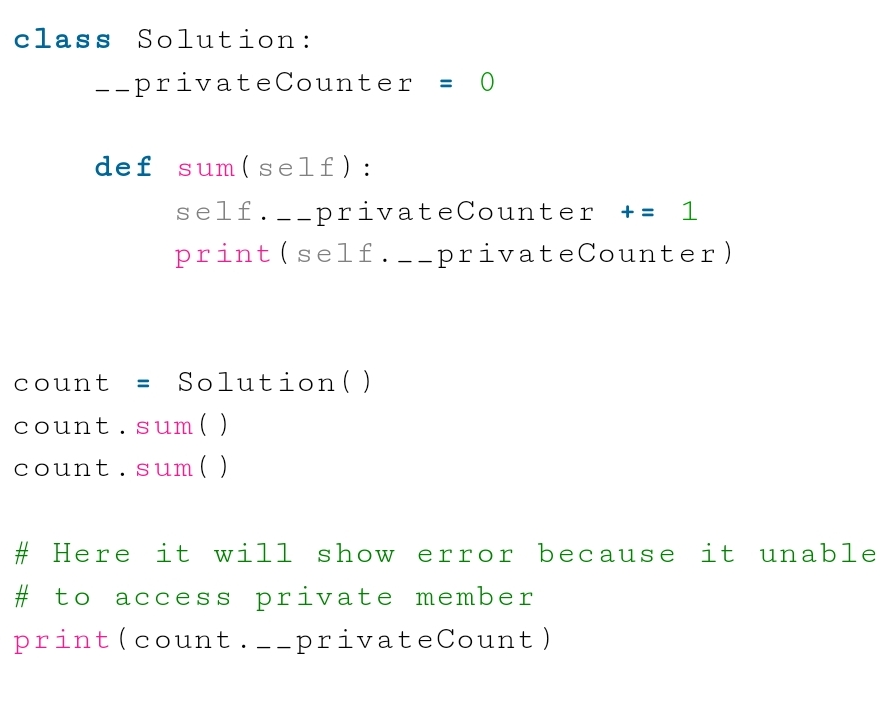 class Solution:
    __privateCounter = 0
    def sum(self):
        self.__privateCounter += 1
        print(self.__privateCounter)
count = Solution()
count.sum()
count.sum()
# Here it will show error because it unable
# to access private member
print(count.__privateCount)